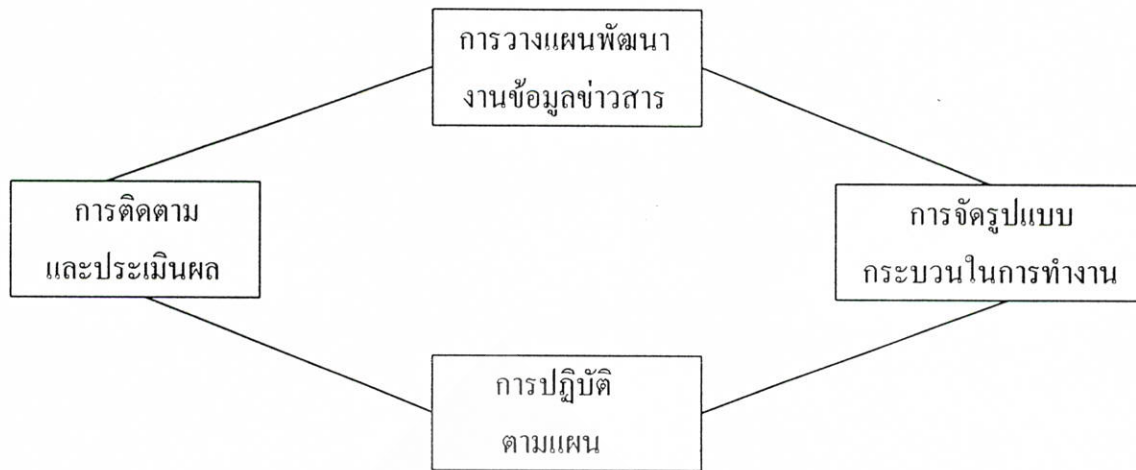 การวางแผนพัฒนา
งานข้อมูลข่าวสาร
การติดตาม
และประเมินผล
การจัดรูปแบบ
กระบวนในการทำงาน
การปฏิบัติ
ตามแผน